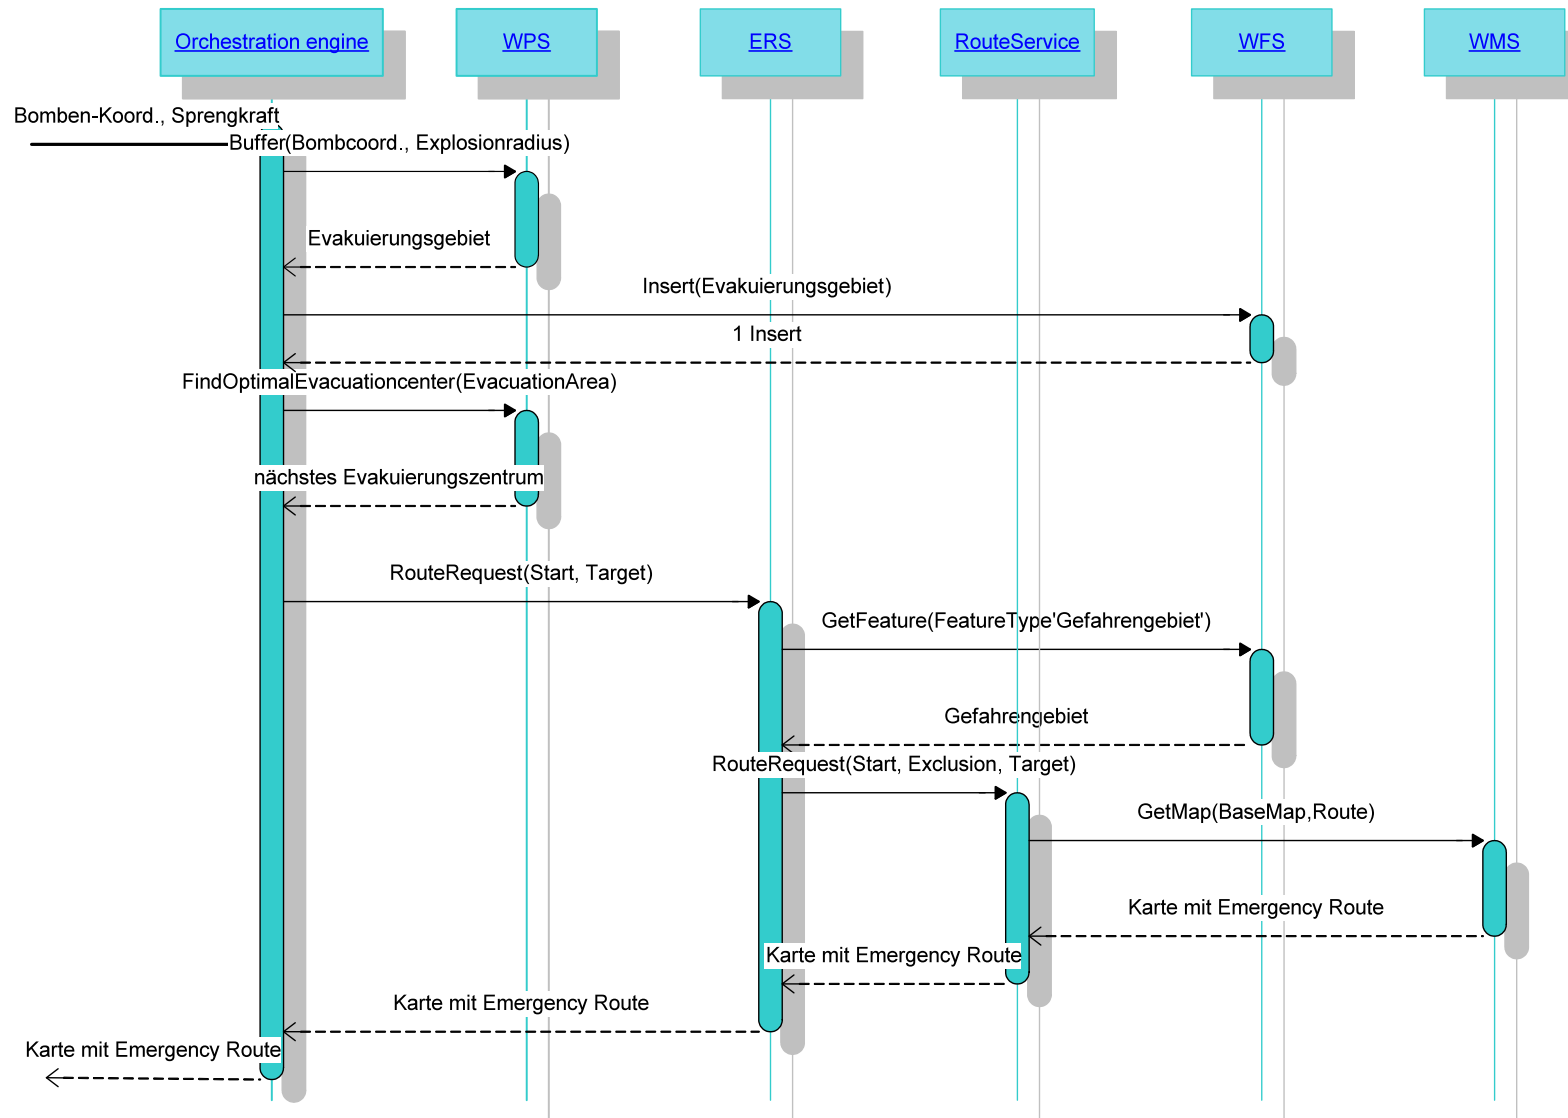 Orchestration engine
WPS
ERS
RouteService
WFS
WMS
Bomben-Koord., Sprengkraft
Buffer(Bombcoord., Explosionradius)
Evakuierungsgebiet
Insert(Evakuierungsgebiet)
1 Insert
FindOptimalEvacuationcenter(EvacuationArea)
nächstes Evakuierungszentrum
RouteRequest(Start, Target)
GetFeature(FeatureType'Gefahrengebiet')
Gefahrengebiet
RouteRequest(Start, Exclusion, Target)
GetMap(BaseMap,Route)
Karte mit Emergency Route
Karte mit Emergency Route
Karte mit Emergency Route
Karte mit Emergency Route